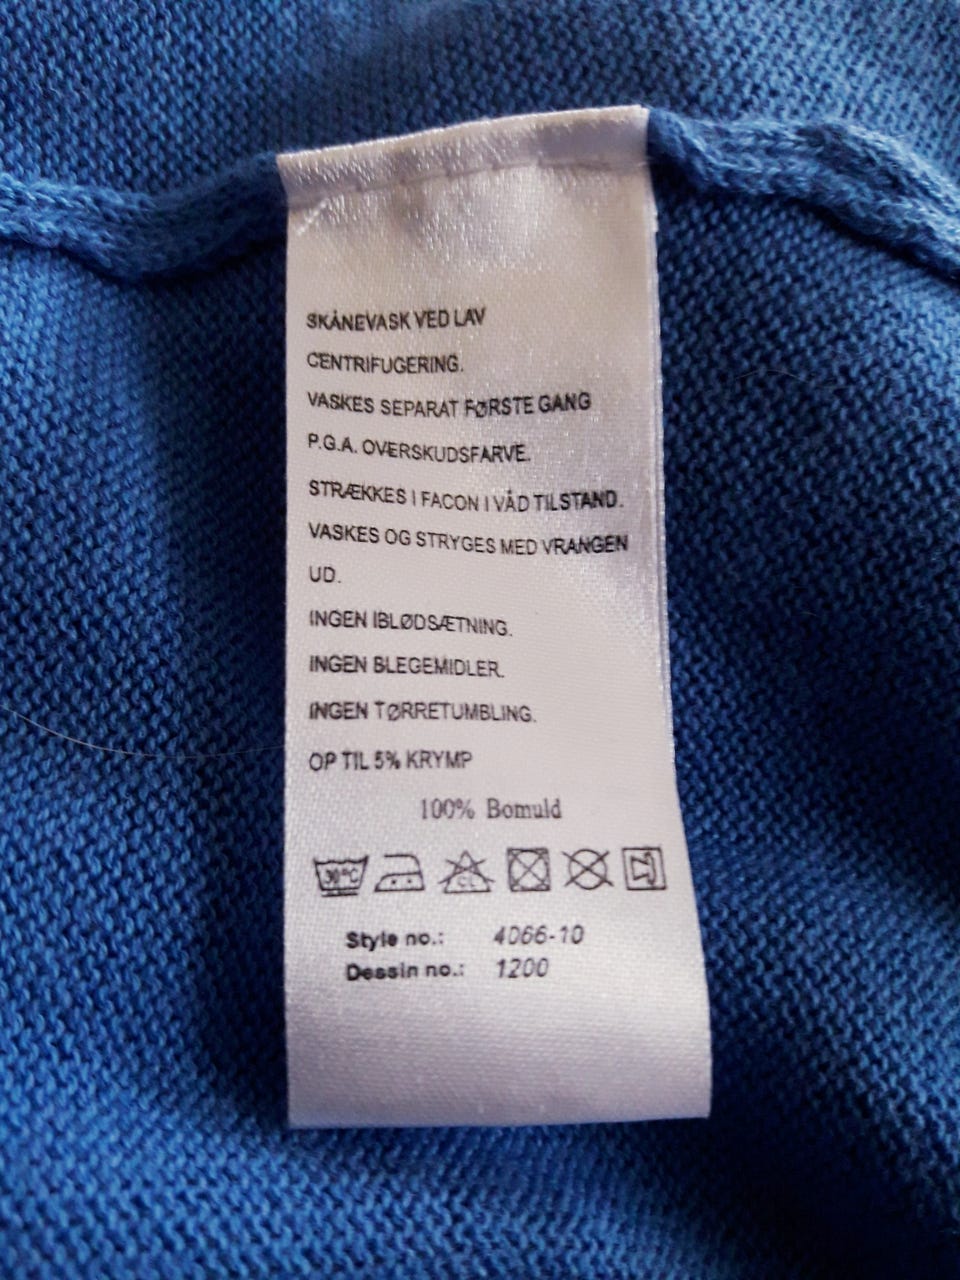 SKÅNEVASK VED LAV
CENTRIFUGERING.
VASKES SEPARAT FØRSTE GANG
P.G.A. OVERSKUDSFARVE.
STRÆKKES I FACON I VÅD TILSTAND.
VASKES OG STRYGES MED VRANGEN
UD.
INGEN IBLØDSÆTNING.
INGEN BLEGEMIDLER.
INGEN TØRRETUMBLING.
OP TIL 5% KRYMP
100% Bomuld
30°C CL
Style no.: 4066-10
Dessin no.: 1200